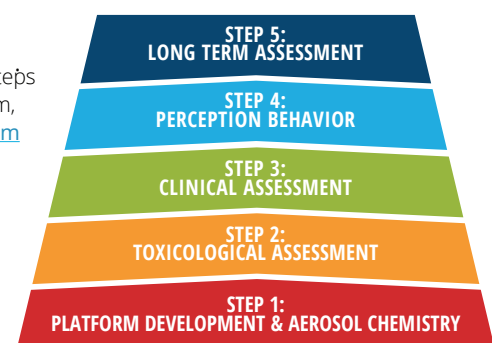 STEP 5:
LONG TERM ASSESSMENT
teps
m,
m
STEP 4:
PERCEPTION BEHAVIOR
STEP 3:
CLINICAL ASSESSMENT
STEP 2:
TOXICOLOGICAL ASSESSMENT
STEP 1:
PLATFORM DEVELOPMENT & AEROSOL CHEMISTRY